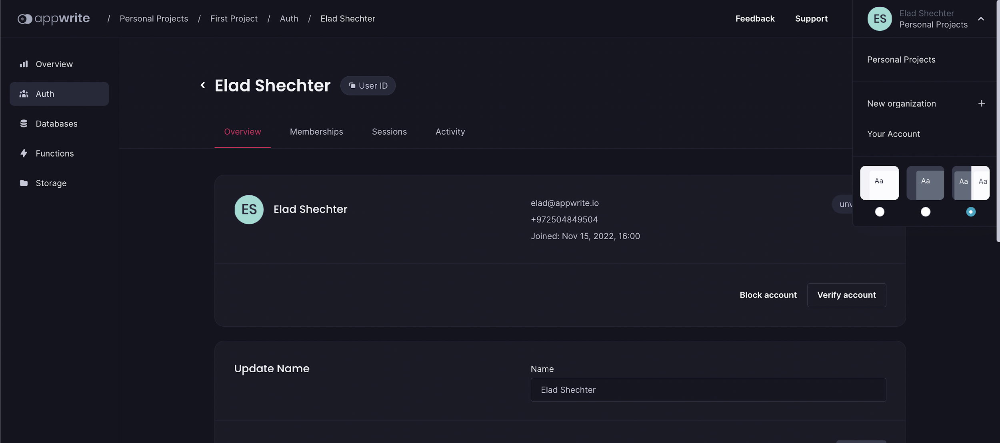 appwrite / Personal Projects / First Project / Auth / Elad Shechter
Feedback Support
ES Elad Shechter
Personal Projects
Overview
Auth
Databases
Functions
Storage
Elad Shechter User ID
Overview Memberships Sessions Activity
ES Elad Shechter
elad@appwrite.io
+972504849504
Joined: Nov 15, 2022, 16:00
unv
Block account Verify account
Update Name
Name
Elad Shechter
Personal Projects
New organization +
Your Account
Aa Aa Aa Aa